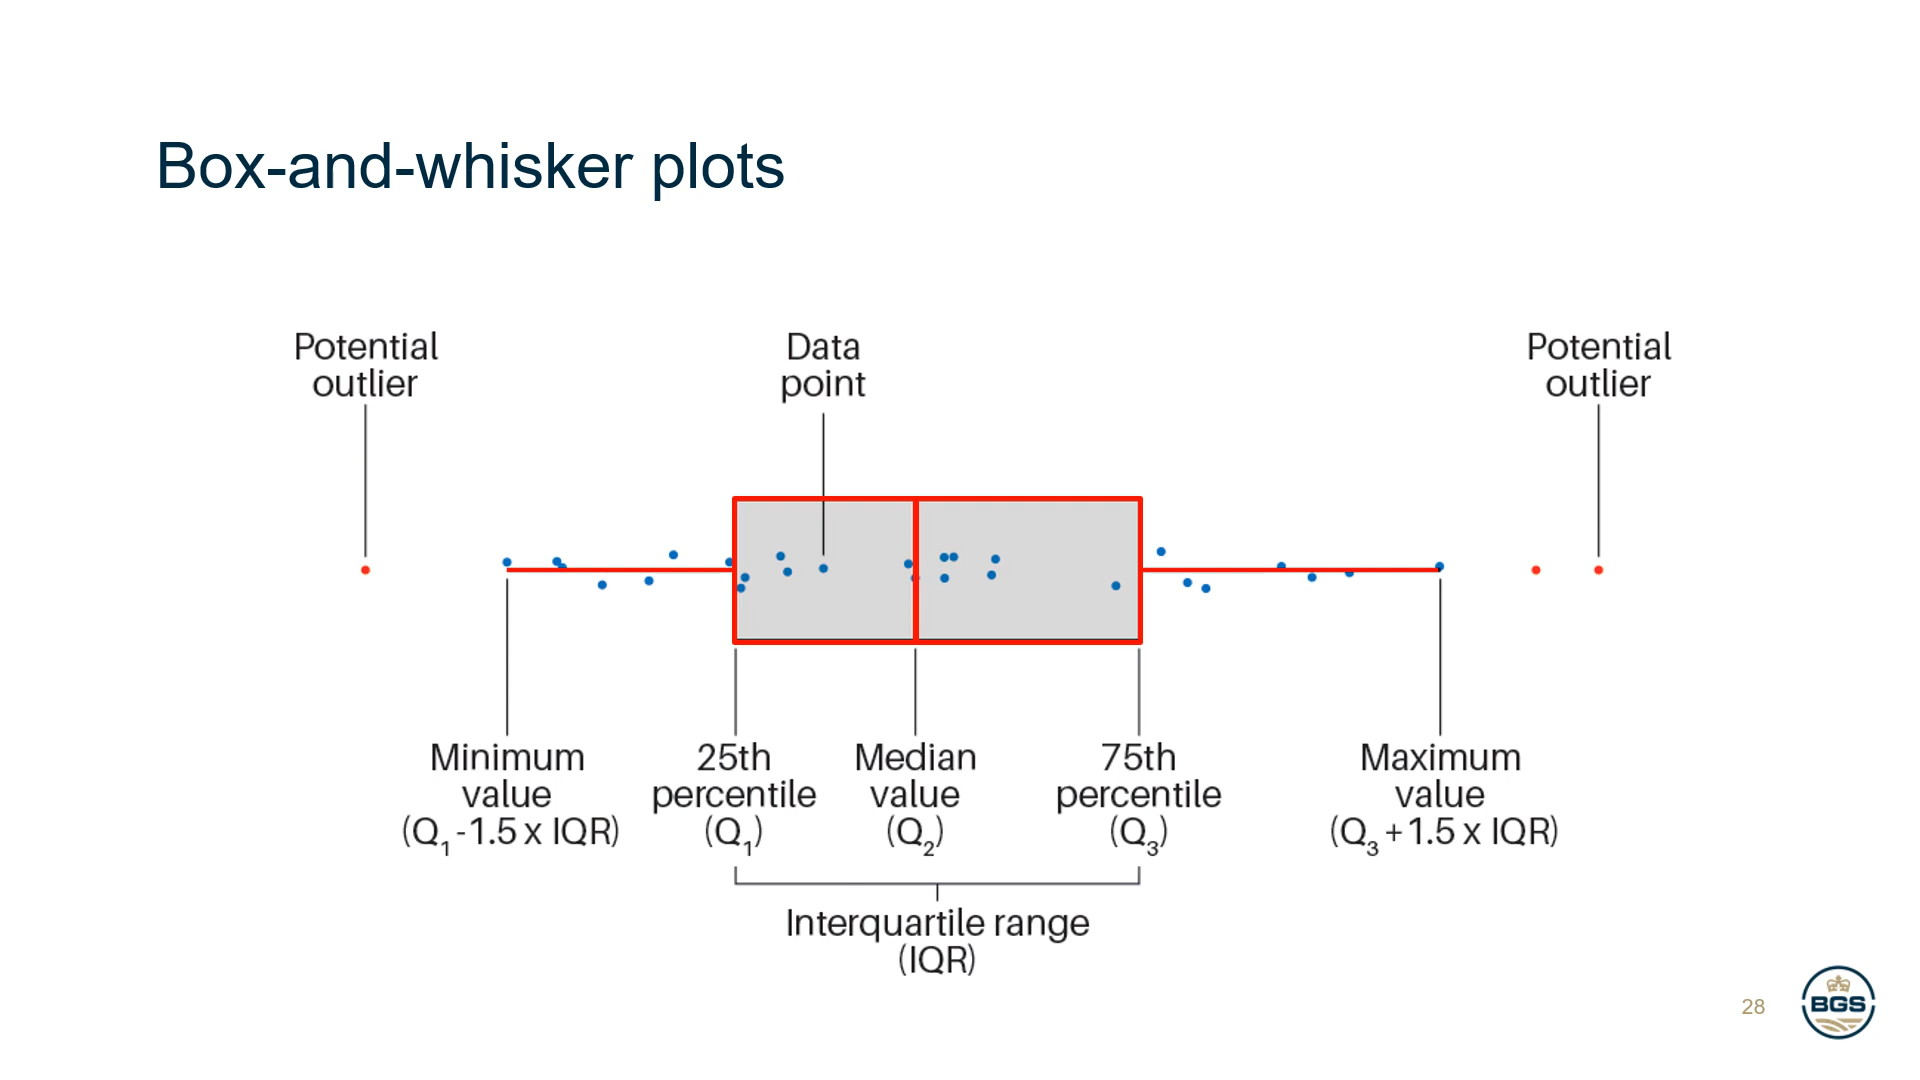 Box-and-whisker plots
Potential
outlier
Data
point
Potential
outlier
Minimum
value
(Q1 -1.5 x IQR)
25th
percentile
(Q1)
Median
value
(Q2)
75th
percentile
(Q3)
Maximum
value
(Q3 + 1.5 x IQR)
Interquartile range
(IQR)
28
BGS